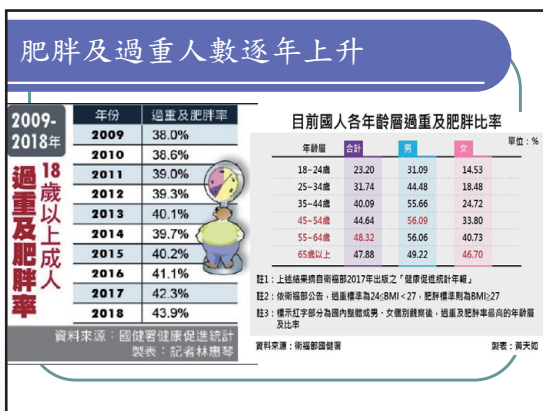 肥胖及過重人數逐年上升
2009-
2018年
18歲以上成人
過重及肥胖率
年份 過重及肥胖率
2009 38.0%
2010 38.6%
2011 39.0%
2012 39.3%
2013 40.1%
2014 39.7%
2015 40.2%
2016 41.1%
2017 42.3%
2018 43.9%
資料來源：國健署健康促進統計
製表：記者林惠琴
目前國人各年齡層過重及肥胖比率
單位：%
年齡層 合計 男 女
18~24歲 23.20 31.09 14.53
25~34歲 31.74 44.48 18.48
35~44歲 40.09 55.66 24.72
45~54歲 44.64 56.09 33.80
55~64歲 48.32 56.06 40.73
65歲以上 47.88 49.22 46.70
註1：上述結果摘自衛福部2017年出版之「健康促進統計年報」
註2：依衛福部公告，過重標準為24≦BMI＜27，肥胖標準則為BMI≧27
註3：標示紅字部分為國內整體或男、女個別觀察後，過重及肥胖率最高的年齡層
及比率
資料來源：衛福部國健署 製表：黃天如